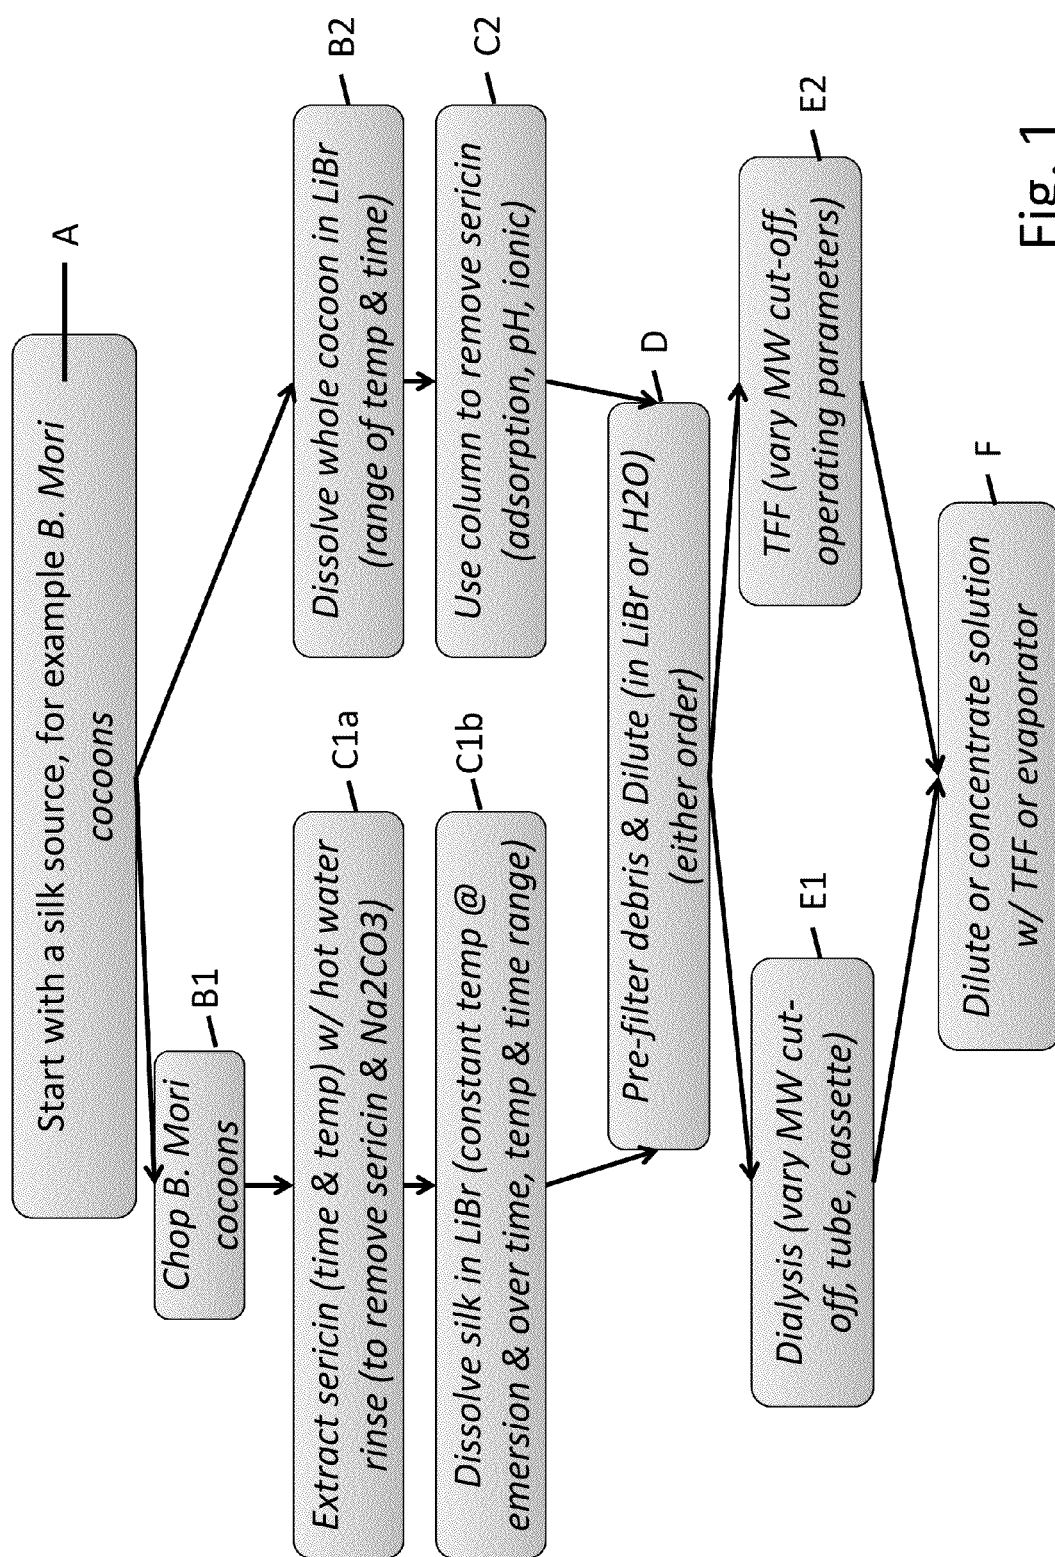 Start with a silk source, for example B. Mori
cocoons
A
Chop B. Mori
cocoons
B1
Dissolve whole cocoon in LiBr
(range of temp & time)
B2
Extract sericin (time & temp) w/ hot water
rinse (to remove sericin & Na2CO3)
C1a
Use column to remove sericin
(adsorption, pH, ionic)
C2
Dissolve silk in LiBr (constant temp @
emersion & over time, temp & time range)
C1b
Pre-filter debris & Dilute (in LiBr or H2O)
(either order)
D
Dialysis (vary MW cut-
off, tube, cassette)
E1
TFF (vary MW cut-off,
operating parameters)
E2
Dilute or concentrate solution
w/ TFF or evaporator
F
Fig. 1